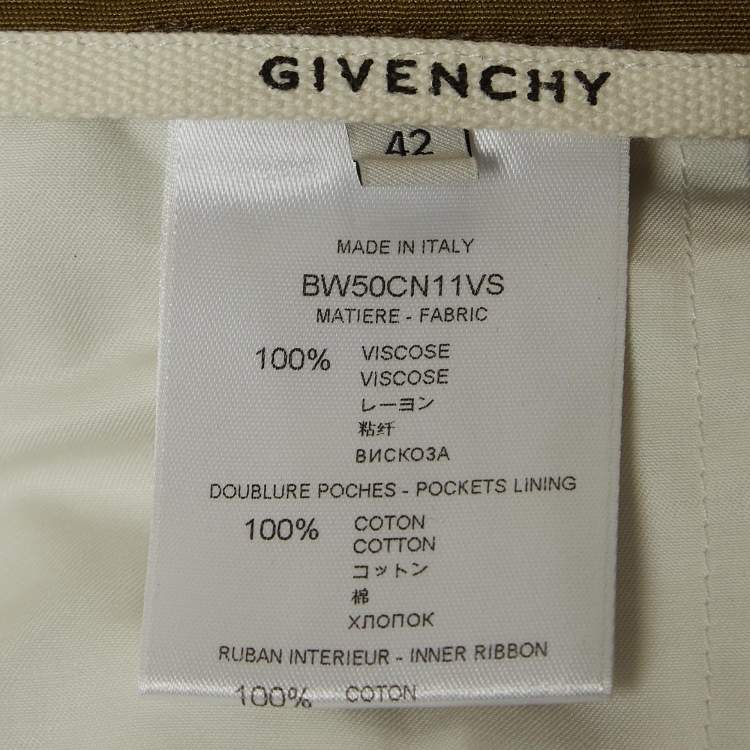 GIVENCHY
42
MADE IN ITALY
BW50CN11VS
MATIERE - FABRIC
100% VISCOSE
VISCOSE
レーヨン
粘纤
ВИСКОЗА
DOUBLURE POCHES - POCKETS LINING
100% COTON
COTTON
コットン
棉
ХЛОПОК
RUBAN INTERIEUR - INNER RIBBON
100% COTON